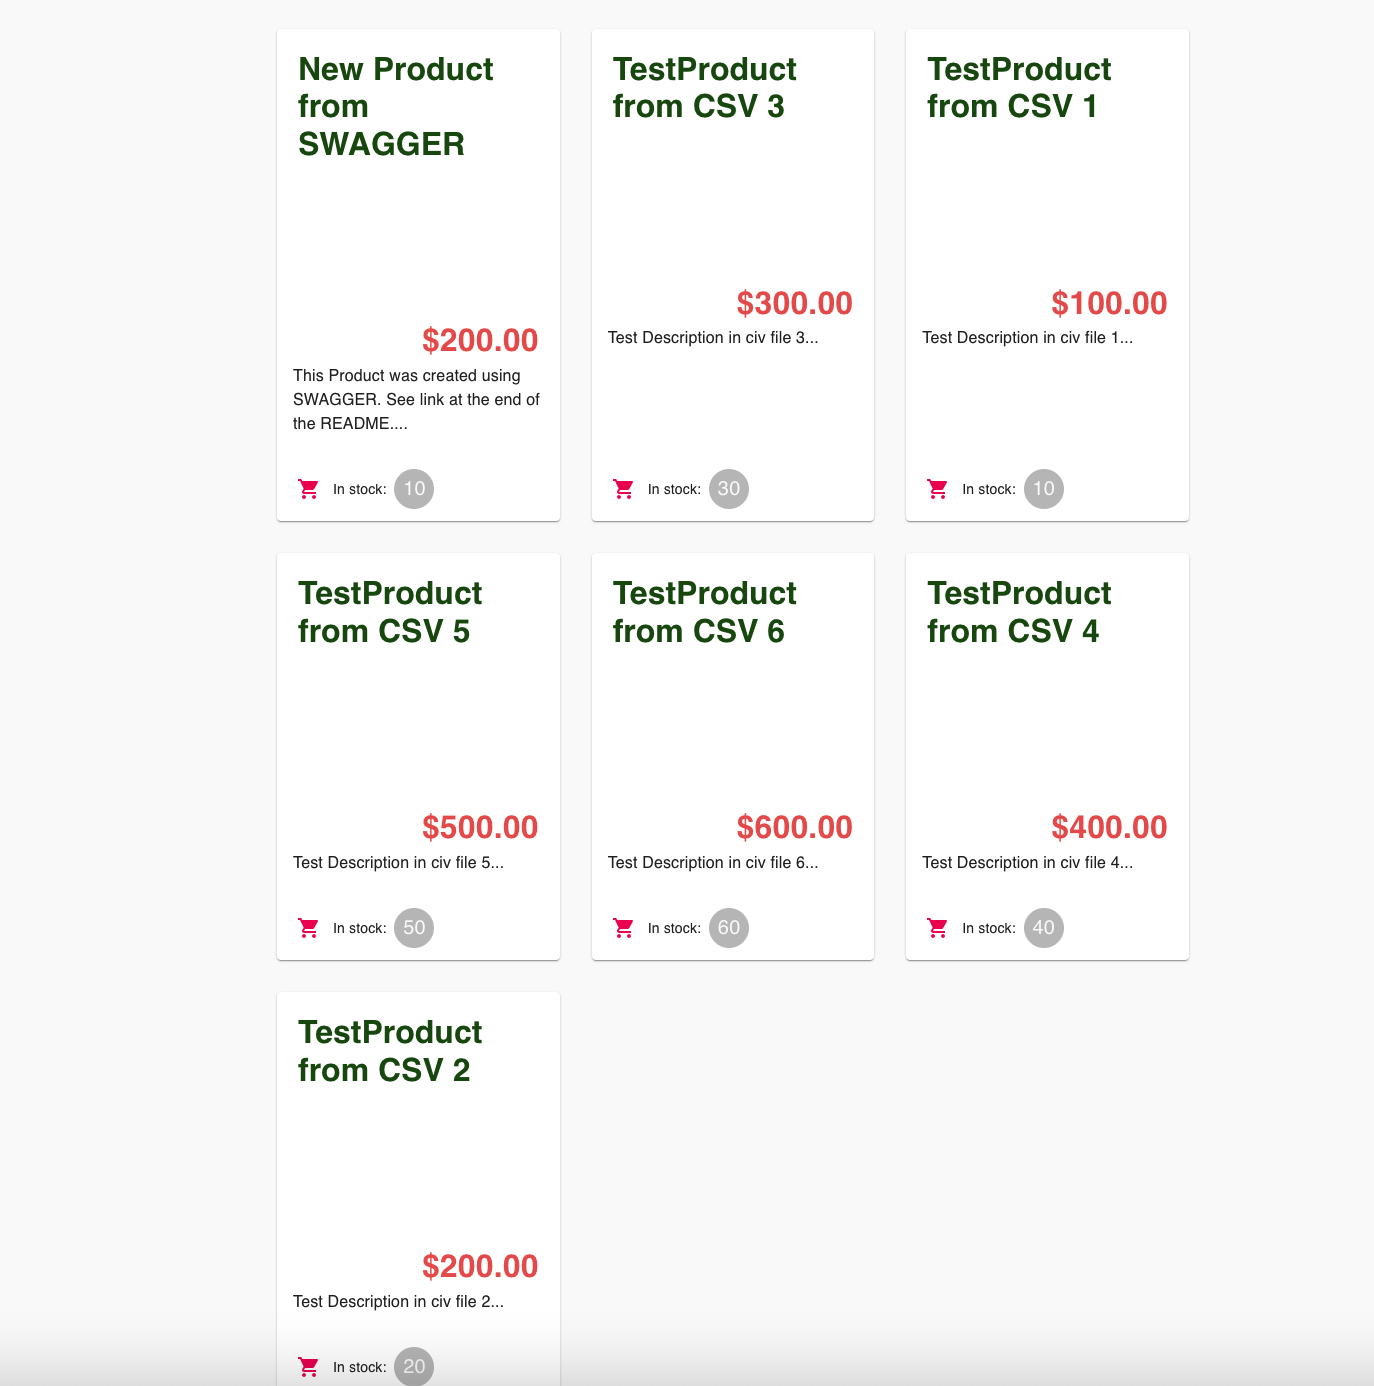 New Product
from
SWAGGER
$200.00
This Product was created using
SWAGGER. See link at the end of
the README....
In stock: 10
TestProduct
from CSV 3
$300.00
Test Description in civ file 3...
In stock: 30
TestProduct
from CSV 1
$100.00
Test Description in civ file 1...
In stock: 10
TestProduct
from CSV 5
$500.00
Test Description in civ file 5...
In stock: 50
TestProduct
from CSV 6
$600.00
Test Description in civ file 6...
In stock: 60
TestProduct
from CSV 4
$400.00
Test Description in civ file 4...
In stock: 40
TestProduct
from CSV 2
$200.00
Test Description in civ file 2...
In stock: 20